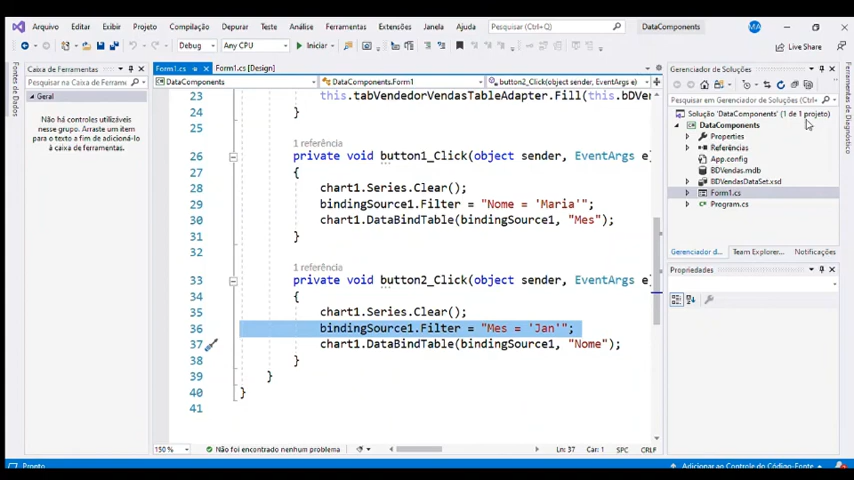 Arquivo Editar Exibir Projeto Compilação Depurar Teste Análise Ferramentas Extensões Janela Ajuda Pesquisar (Ctrl+Q) DataComponents MA
Debug Any CPU Iniciar Live Share
Fontes de Dados
Caixa de Ferramentas
Pesquisar na Caixa de Ferramen
Geral
Não há controles utilizáveis
nesse grupo. Arraste um item
para o texto a fim de adicioná-lo
à caixa de ferramentas.
Form1.cs Form1.cs [Design]
DataComponents DataComponents.Form1 button2_Click(object sender, EventArgs e)
23 this.tabVendedorVendasTableAdapter.Fill(this.bDVen
24 }
25
1 referência
26 private void button1_Click(object sender, EventArgs e)
27 {
28 chart1.Series.Clear();
29 bindingSource1.Filter = "Nome = 'Maria'";
30 chart1.DataBindTable(bindingSource1, "Mes");
31 }
32
1 referência
33 private void button2_Click(object sender, EventArgs e)
34 {
35 chart1.Series.Clear();
36 bindingSource1.Filter = "Mes = 'Jan'";
37 chart1.DataBindTable(bindingSource1, "Nome");
38 }
39 }
40 }
41
150 % Não foi encontrado nenhum problema Ln: 37 Car: 1 SPC CRLF
Gerenciador de Soluções
Pesquisar em Gerenciador de Soluções (Ctrl+
Solução 'DataComponents' (1 de 1 projeto)
DataComponents
Properties
Referências
App.config
BDVendas.mdb
BDVendasDataSet.xsd
Form1.cs
Program.cs
Gerenciador d... Team Explorer... Notificações
Propriedades
Ferramentas de Diagnóstico
Pronto Adicionar ao Controle do Código-Fonte